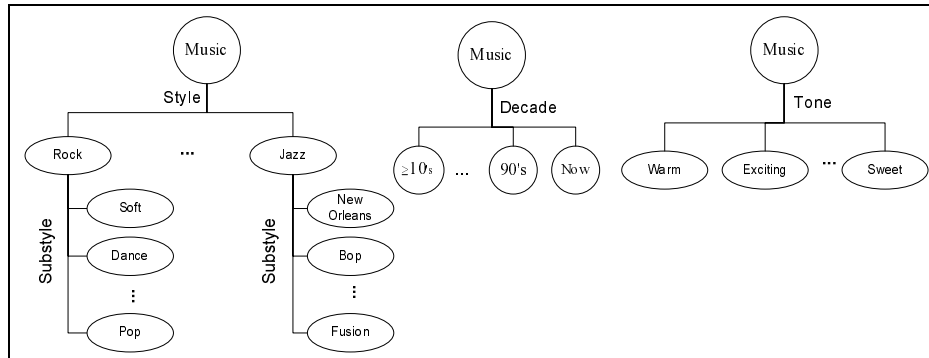 Music
Style
Rock
...
Jazz
Substyle
Soft
Dance
...
Pop
Substyle
New
Orleans
Bop
...
Fusion
Music
Decade
≥10's
...
90's
Now
Music
Tone
Warm
Exciting
...
Sweet